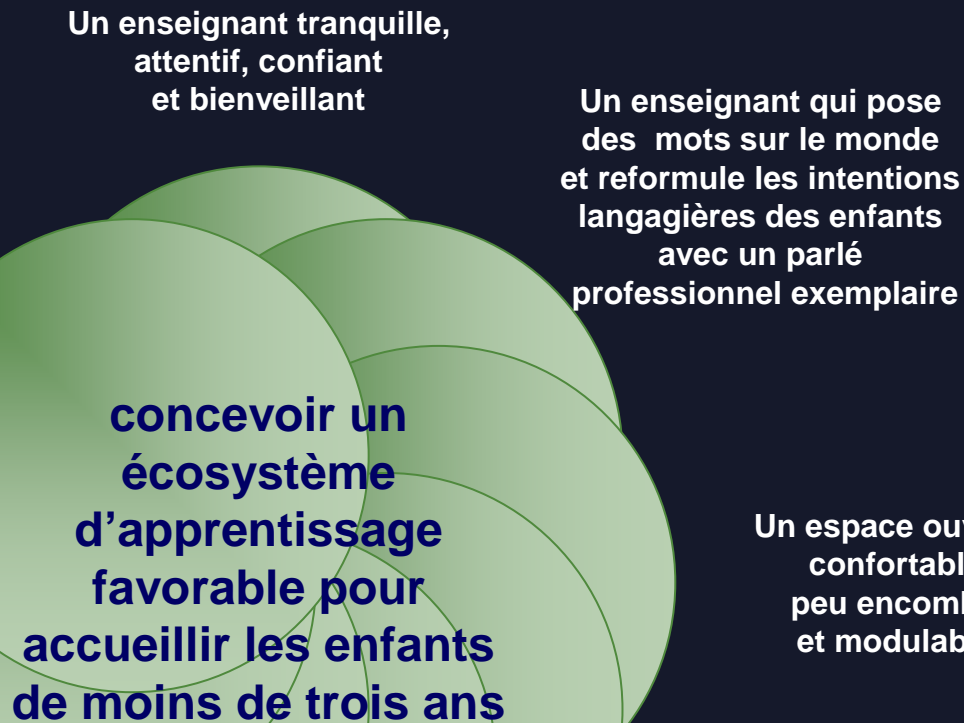 Un enseignant tranquille,
attentif, confiant
et bienveillant
Un enseignant qui pose
des mots sur le monde
et reformule les intentions
langagières des enfants
avec un parlé
professionnel exemplaire
concevoir un
écosystème
d'apprentissage
favorable pour
accueillir les enfants
de moins de trois ans
Un espace
peu
et